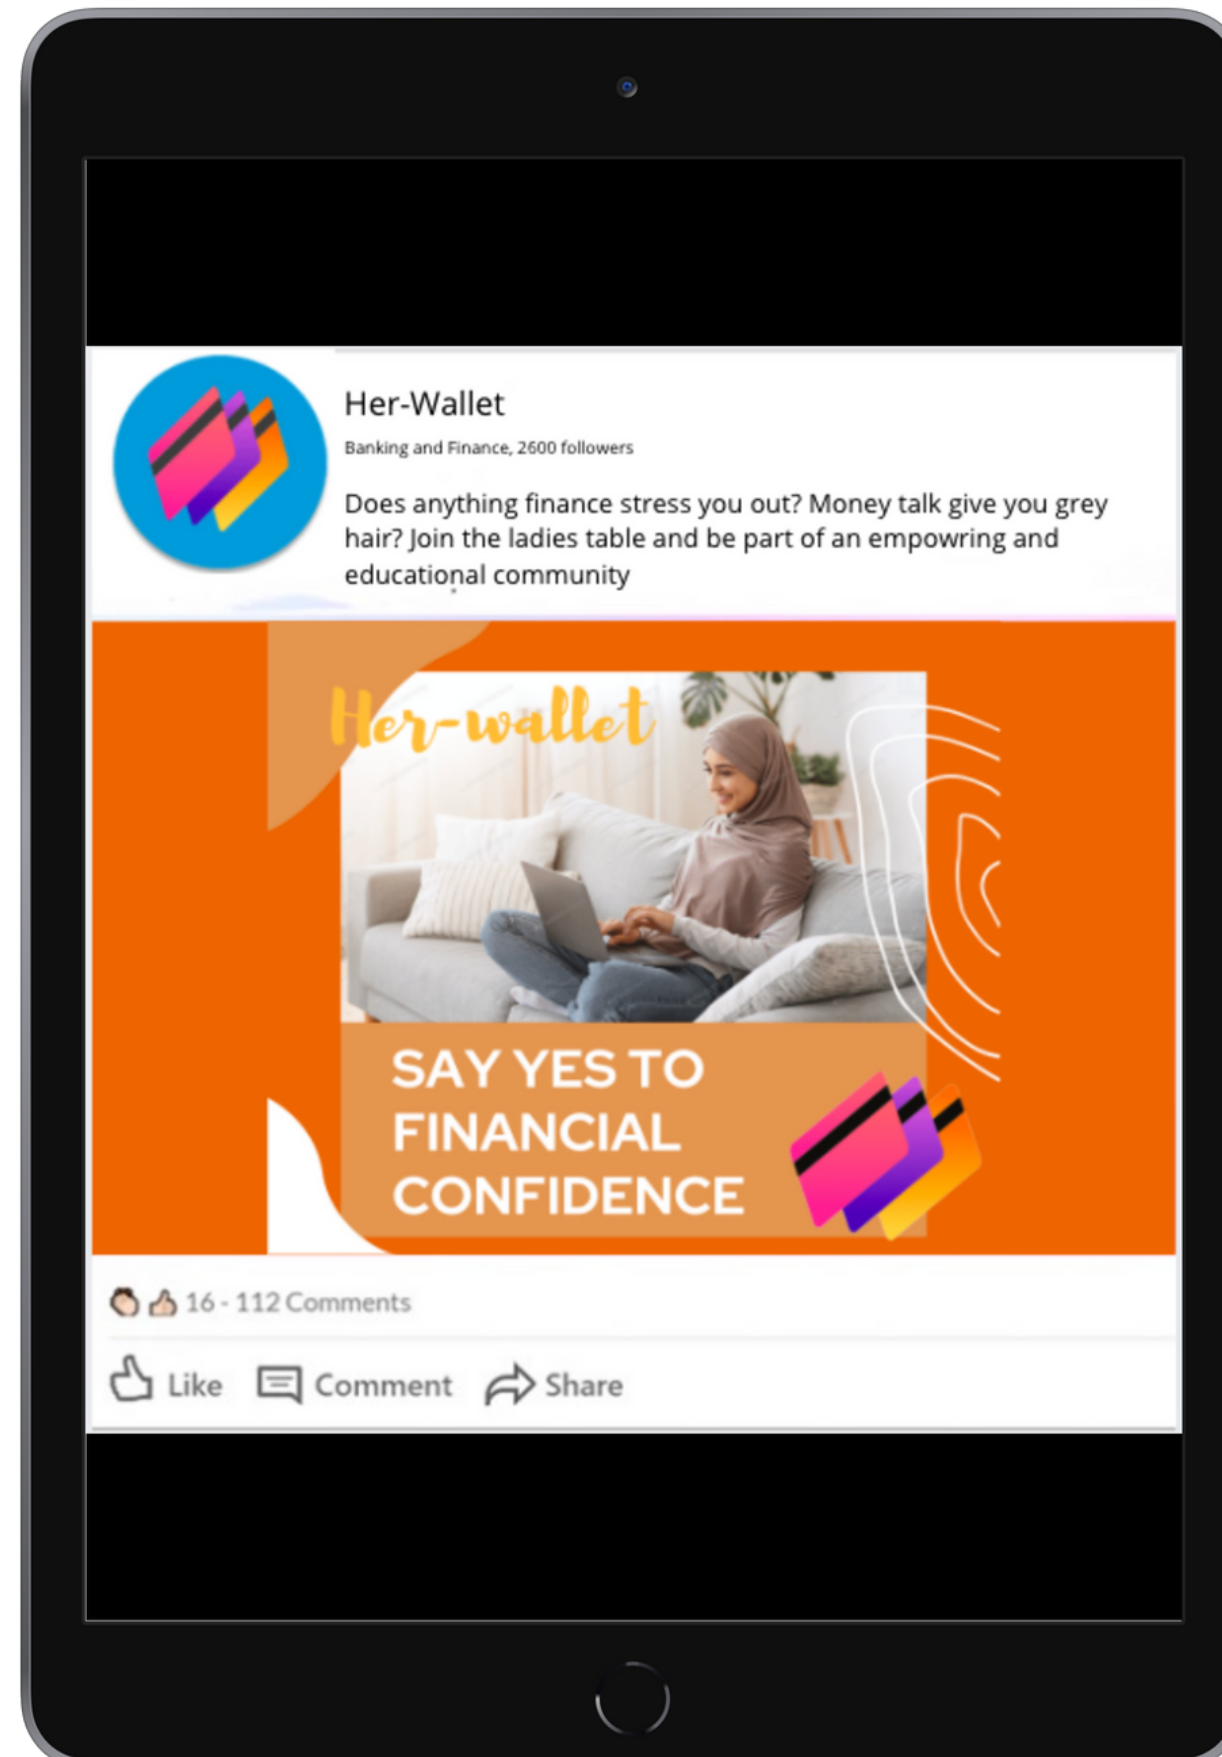 Her-Wallet
Banking and Finance, 2600 followers
Does anything finance stress you out? Money talk give you grey
hair? Join the ladies table and be part of an empowring and
educational community
Her-wallet
SAY YES TO
FINANCIAL
CONFIDENCE
16 - 112 Comments
Like Comment Share